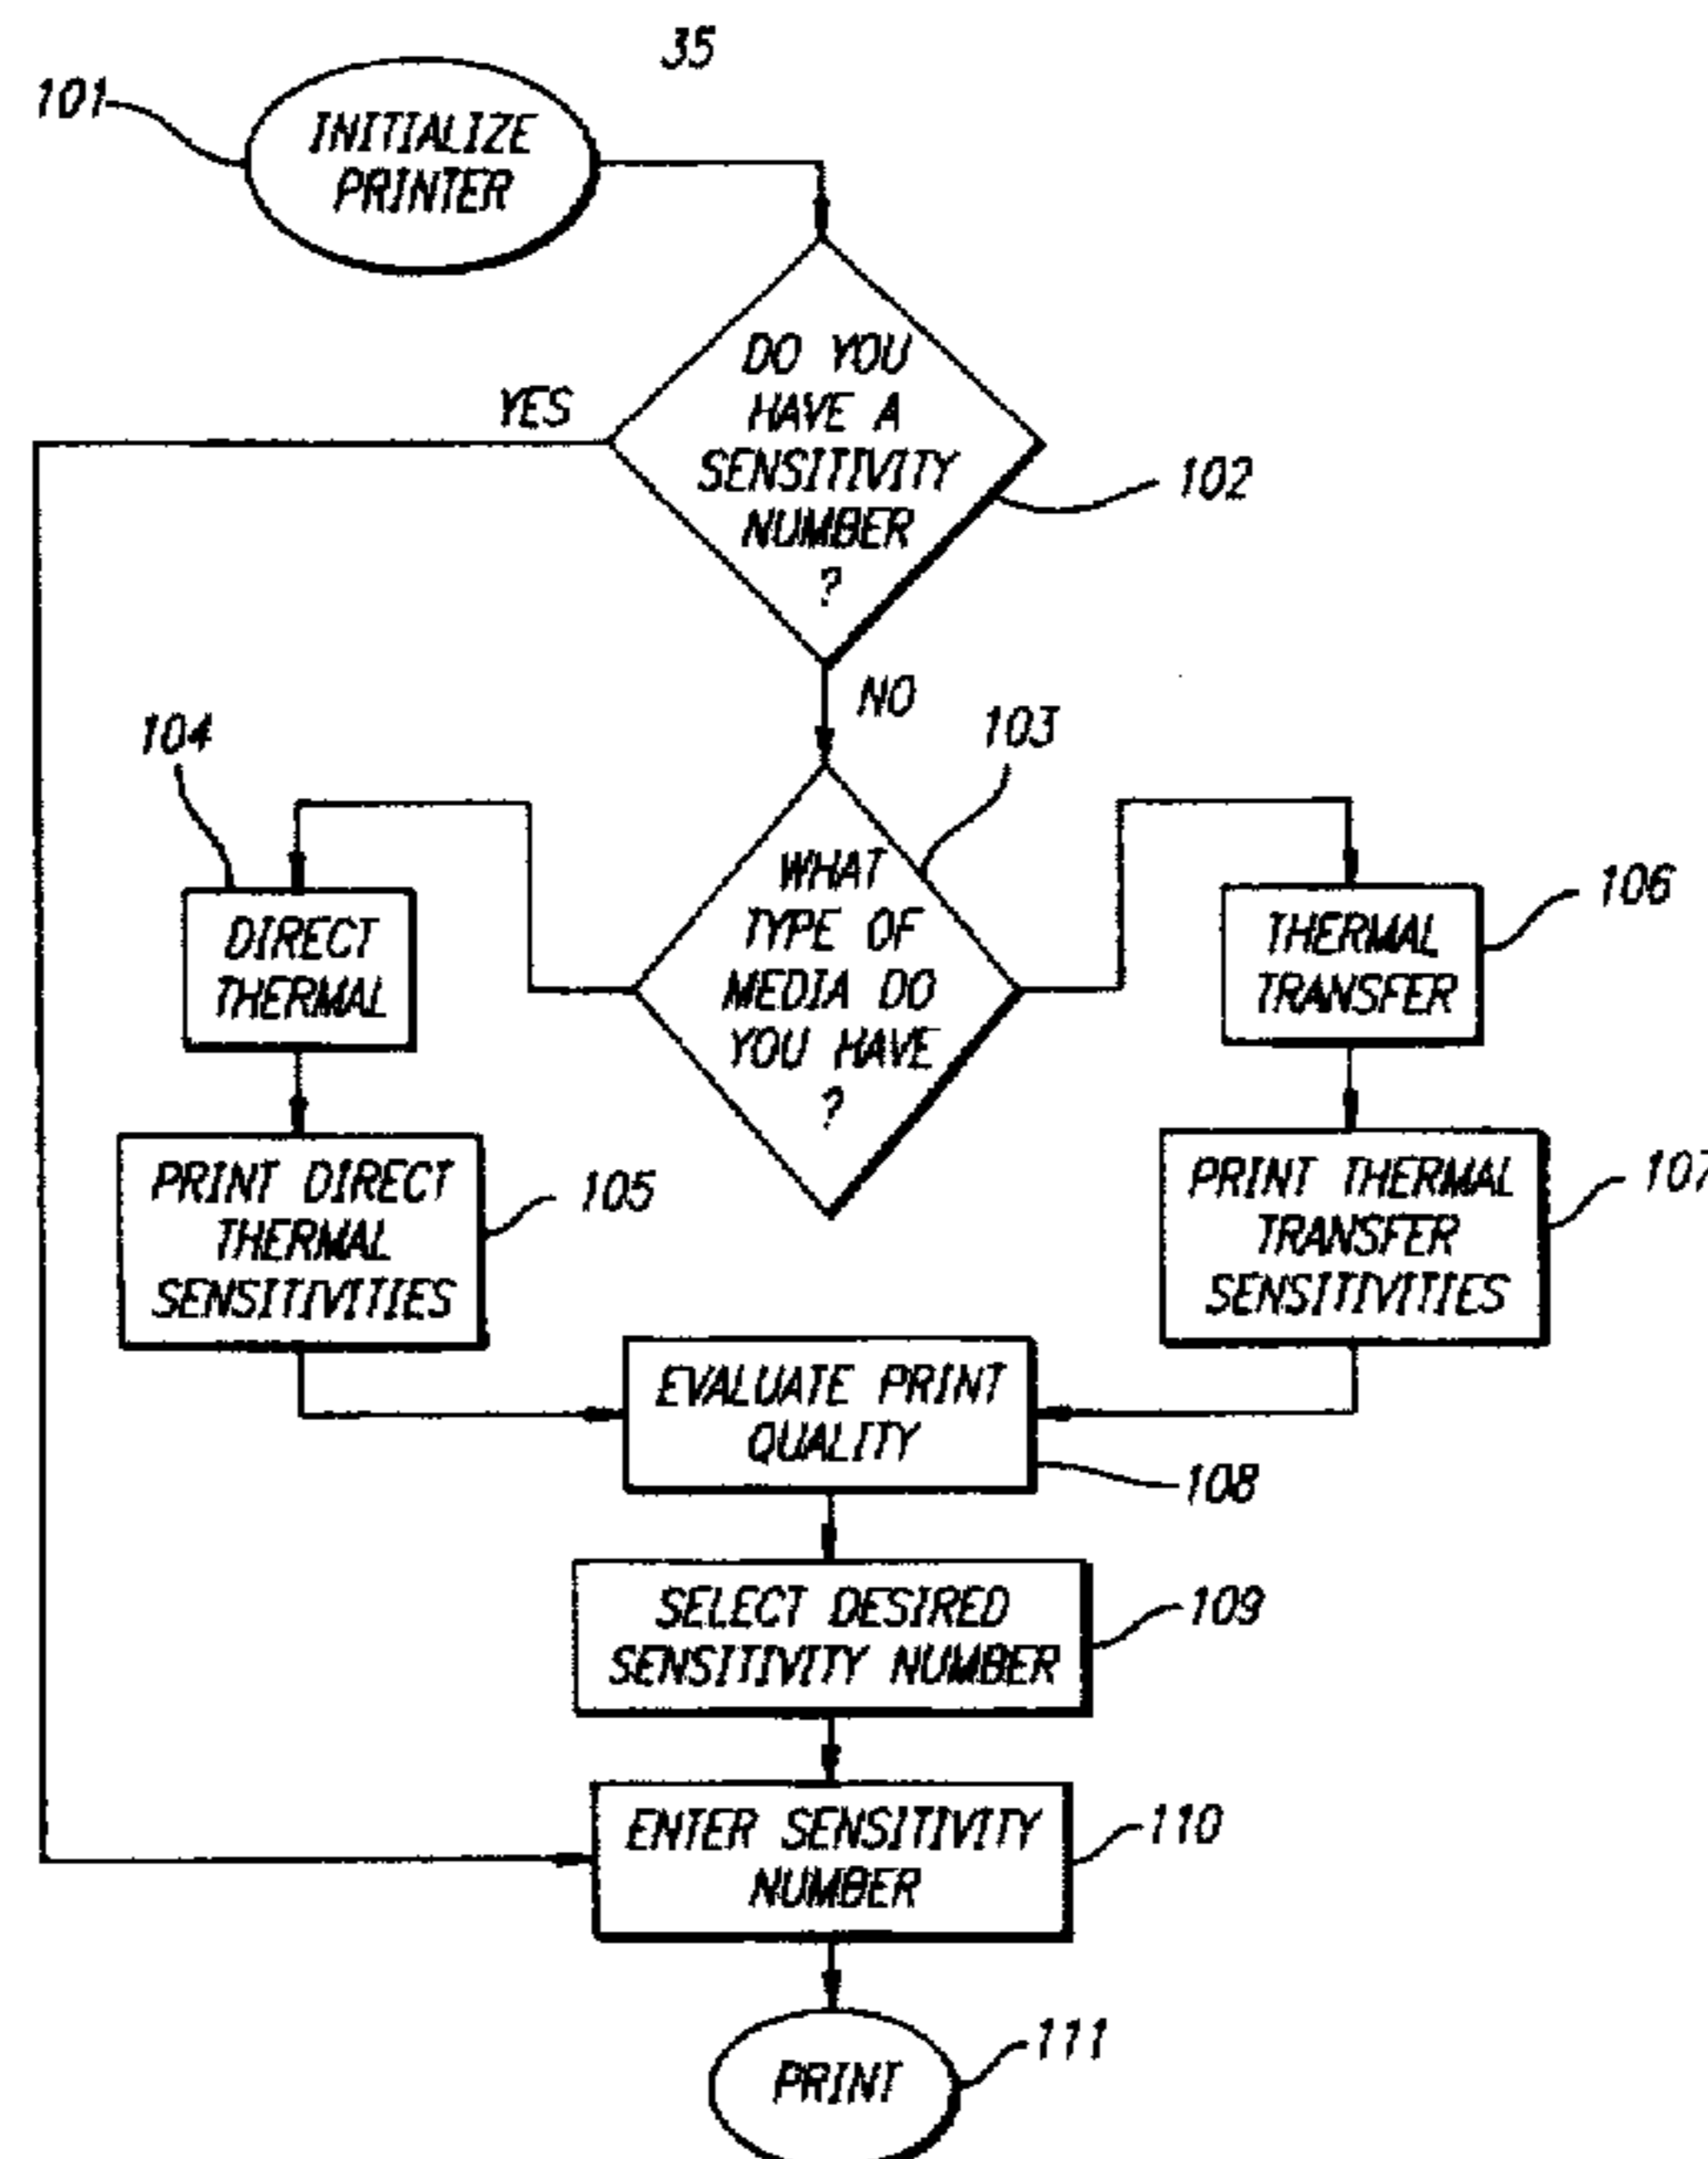 35
101
INITIALIZE
PRINTER
DO YOU
HAVE A
SENSITIVITY
NUMBER
?
YES
102
NO
103
104
WHAT
TYPE OF
MEDIA DO
YOU HAVE
?
DIRECT
THERMAL
106
THERMAL
TRANSFER
PRINT DIRECT
THERMAL
SENSITIVITIES
105
107
PRINT THERMAL
TRANSFER
SENSITIVITIES
EVALUATE PRINT
QUALITY
108
SELECT DESIRED
SENSITIVITY NUMBER
109
ENTER SENSITIVITY
NUMBER
110
PRINT
111